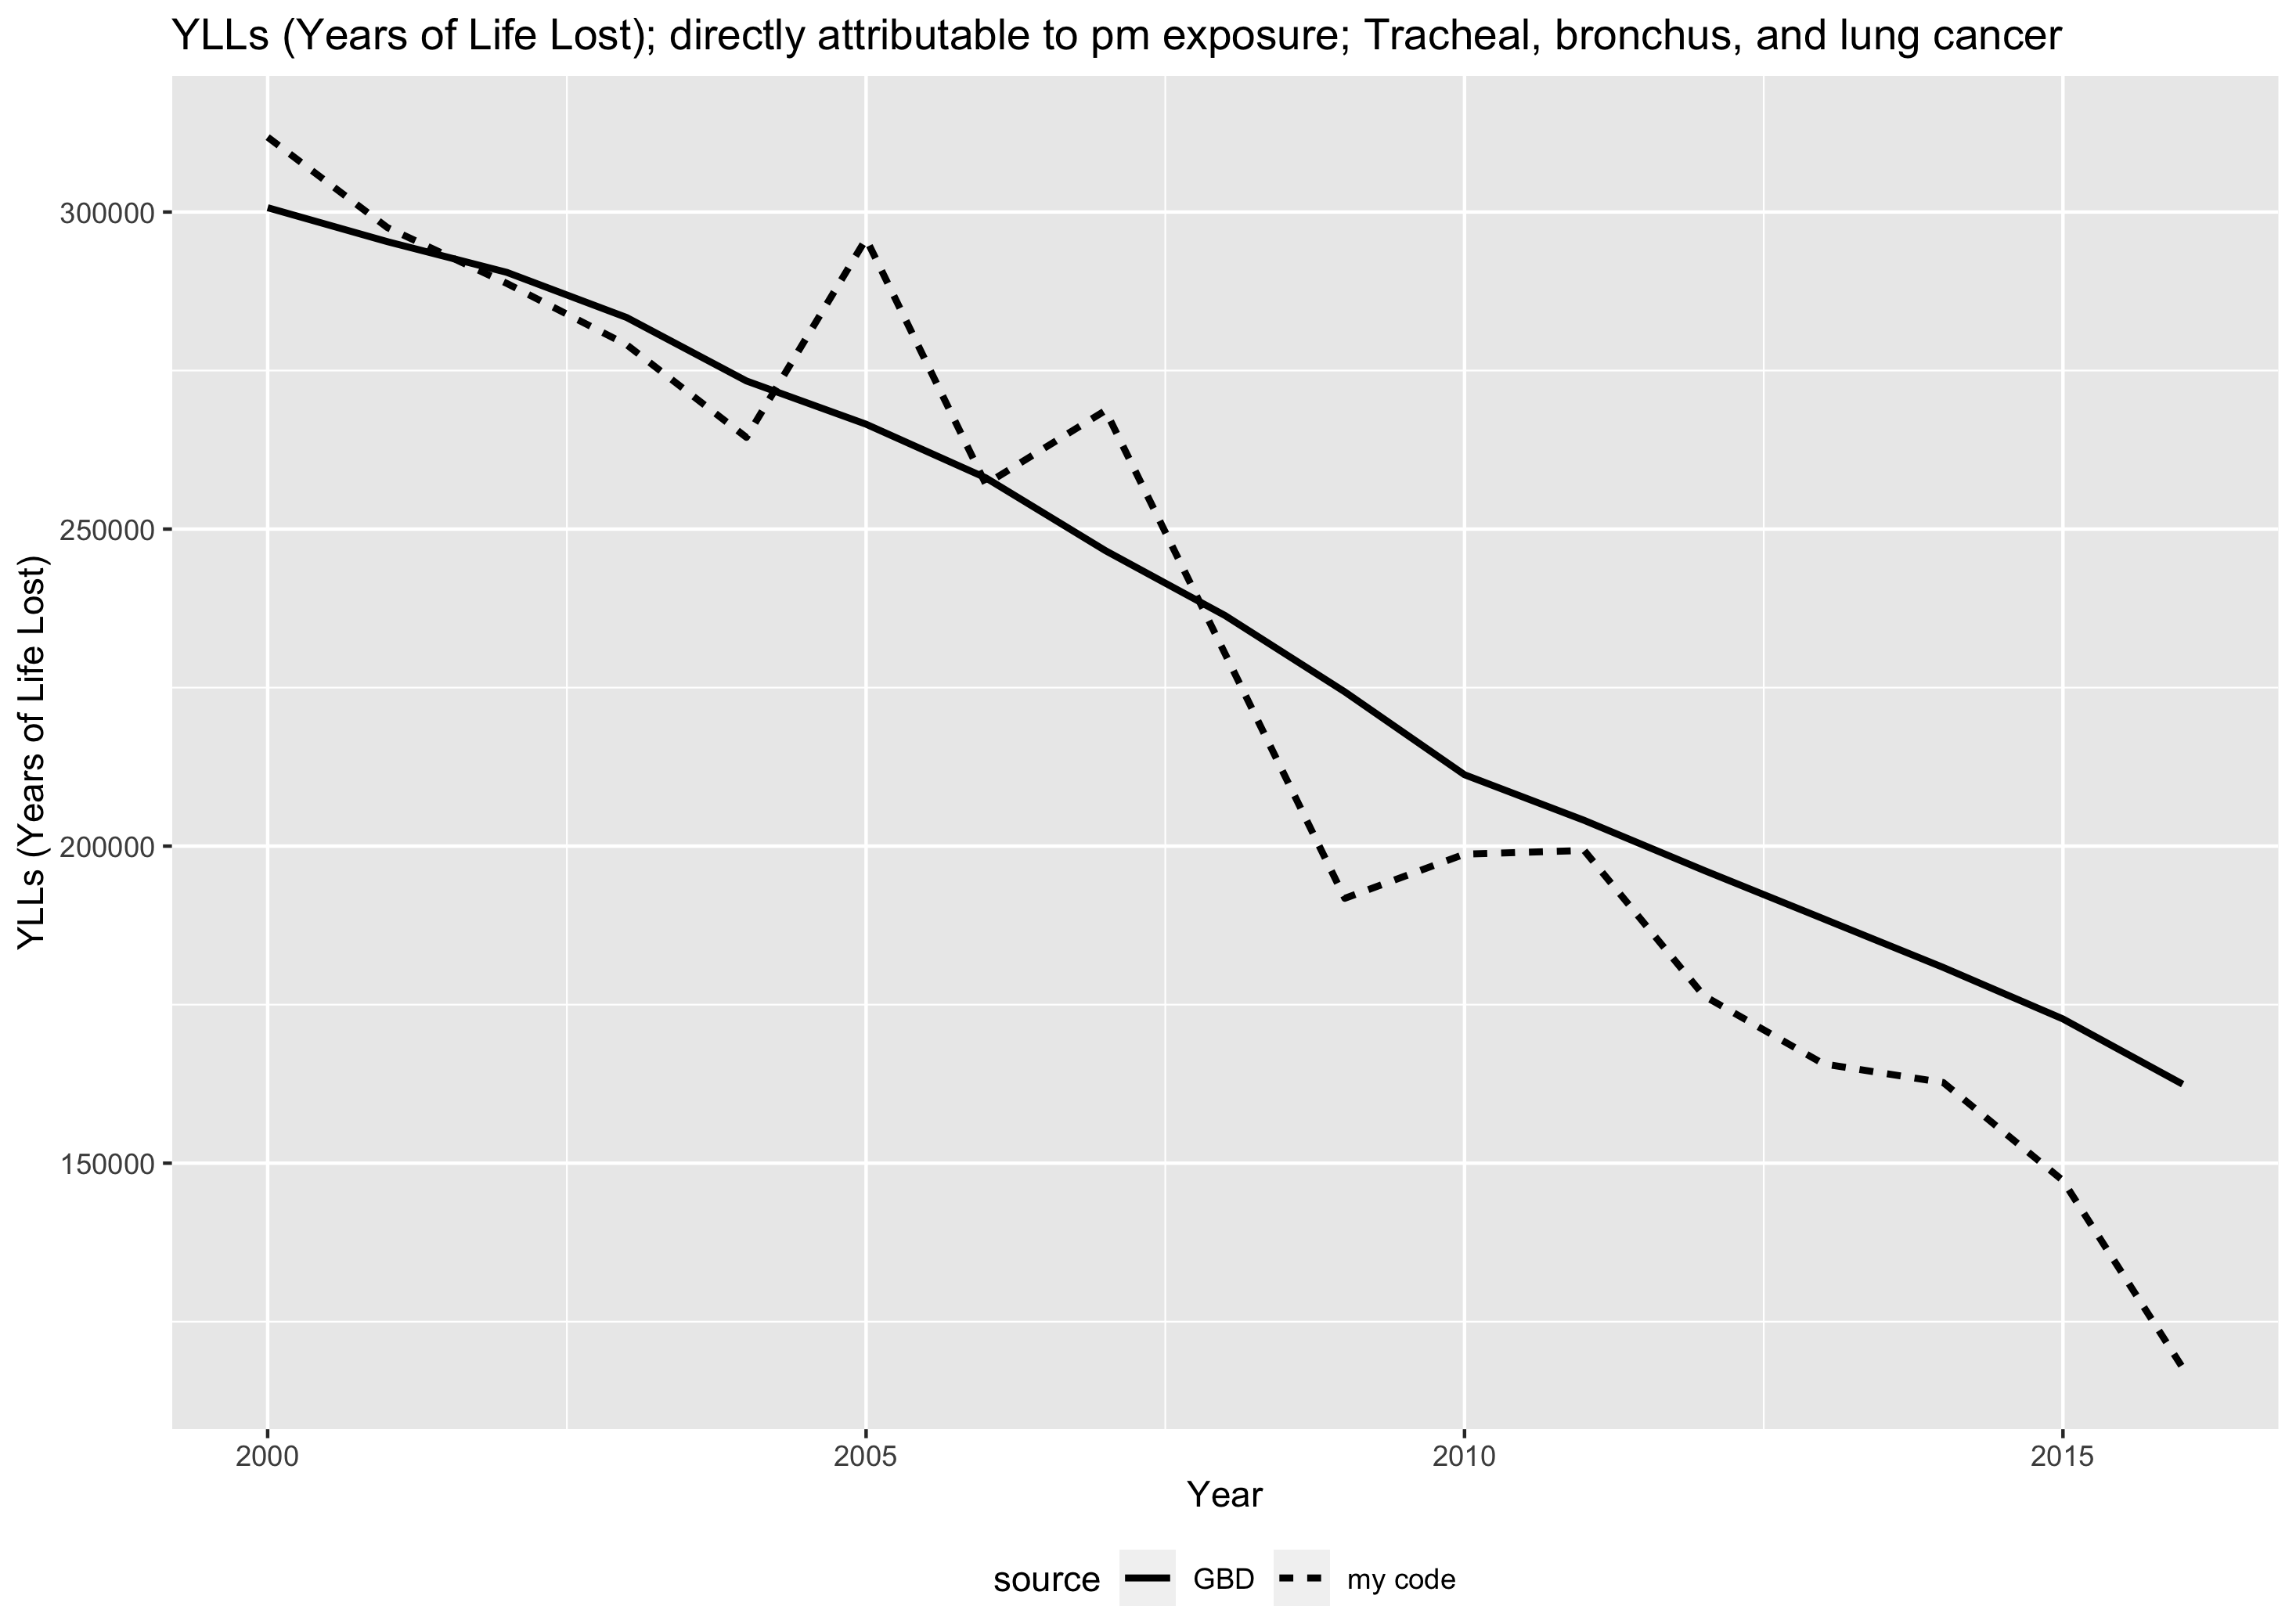 YLLs (Years of Life Lost); directly attributable to pm exposure; Tracheal, bronchus, and lung cancer
YLLs (Years of Life Lost)
300000
250000
200000
150000
2000 2005 2010 2015
Year
source GBD my code